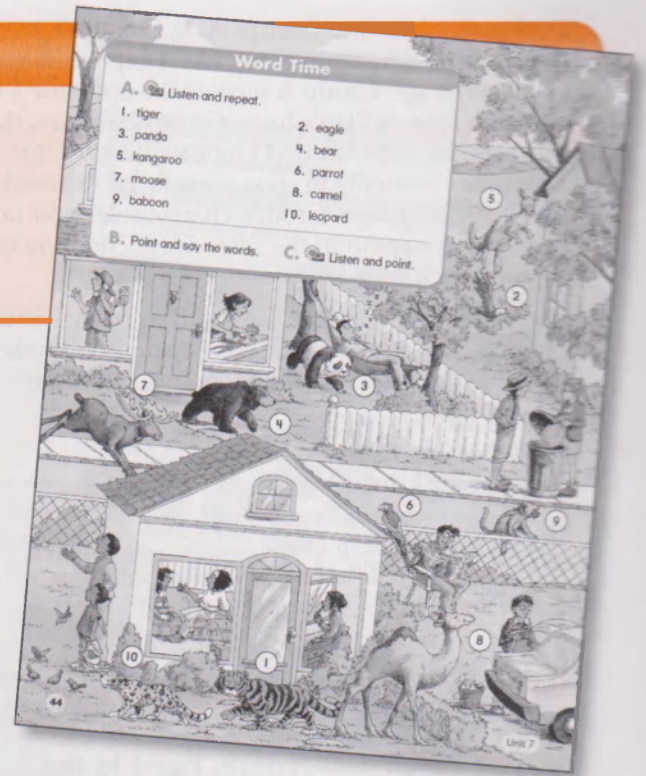 Word Time
A. Listen and repeat.
1. tiger
2. eagle
3. panda
4. bear
5. kangaroo
6. parrot
7. moose
8. camel
9. baboon
10. leopard
B. Point and say the words.
C. Listen and point.
5
2
3
7
4
6
9
8
10
1
44
Unit 7